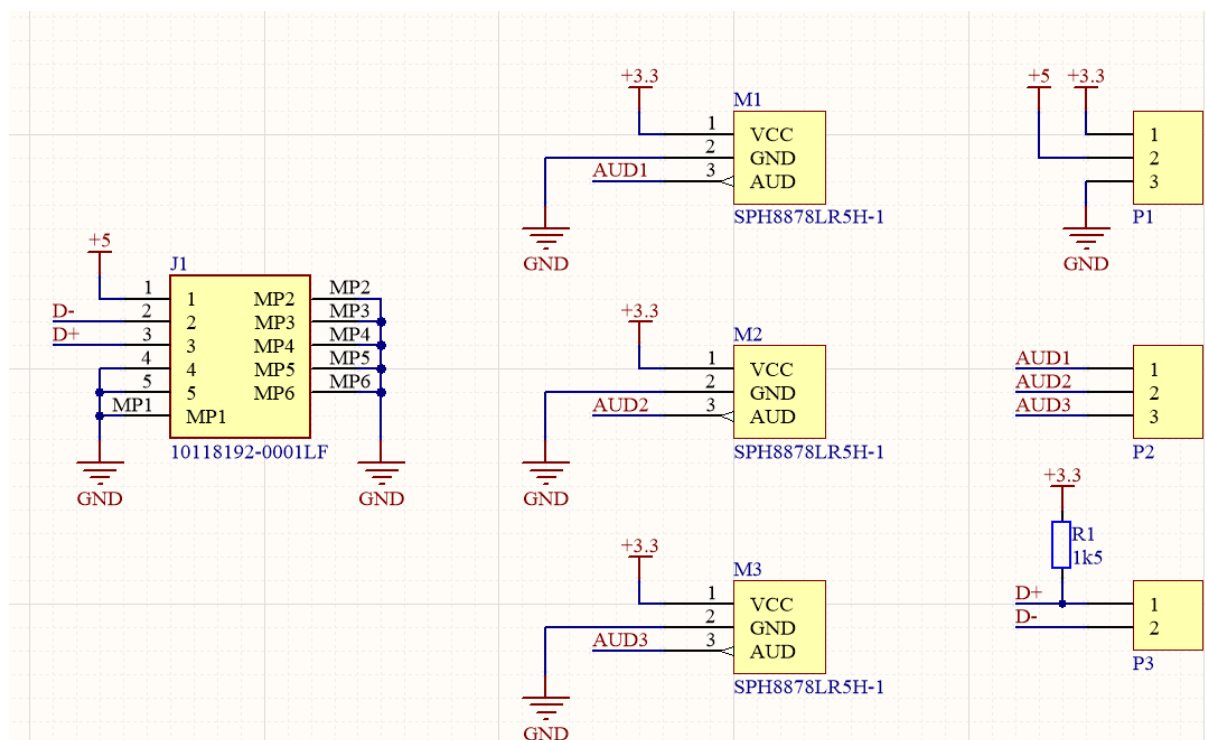 +5
J1
1
2
3
4
5
MP1
D-
D+
1
2
3
4
5
MP1
MP2
MP3
MP4
MP5
MP6
MP2
MP3
MP4
MP5
MP6
10118192-0001LF
GND
GND
+3.3
M1
1
2
3
AUD1
VCC
GND
AUD
SPH8878LR5H-1
GND
+3.3
M2
1
2
3
AUD2
VCC
GND
AUD
SPH8878LR5H-1
GND
+3.3
M3
1
2
3
AUD3
VCC
GND
AUD
SPH8878LR5H-1
GND
+5
+3.3
1
2
3
P1
GND
AUD1
AUD2
AUD3
1
2
3
P2
+3.3
R1
1k5
D+
D-
1
2
P3